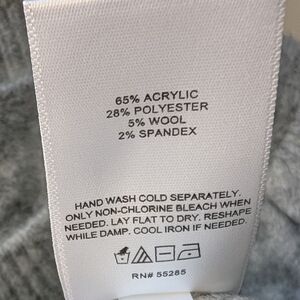 65% ACRYLIC
28% POLYESTER
5% WOOL
2% SPANDEX
HAND WASH COLD SEPARATELY.
ONLY NON-CHLORINE BLEACH WHEN
NEEDED. LAY FLAT TO DRY. RESHAPE
WHILE DAMP. COOL IRON IF NEEDED.
RN# 55285